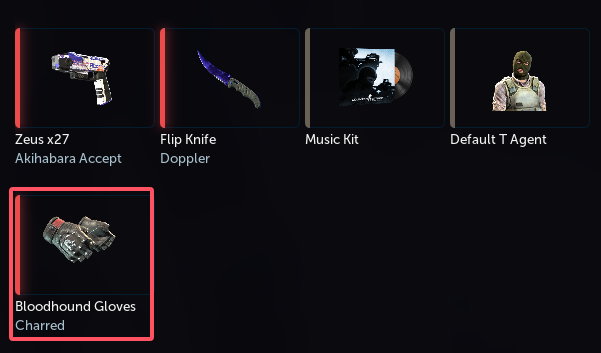 Zeus x27
Akihabara Accept
Flip Knife
Doppler
Music Kit
Default T Agent
Bloodhound Gloves
Charred